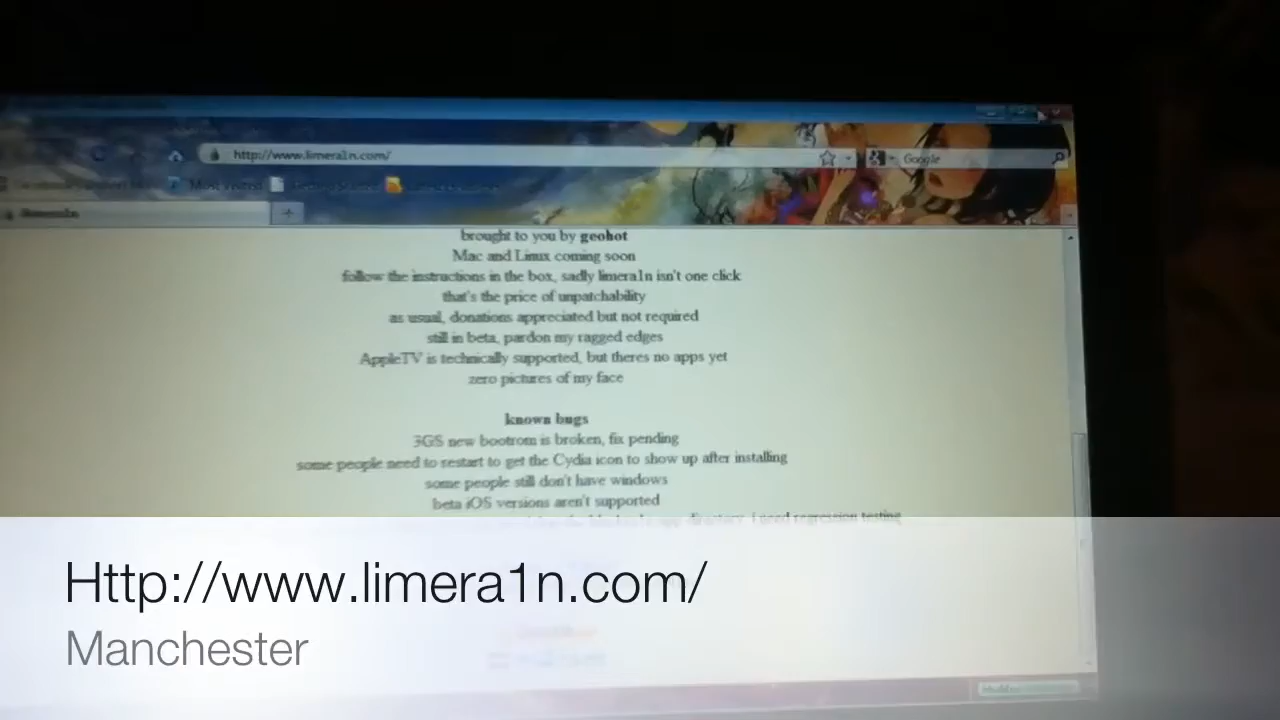 http://www.limera1n.com/
Google
Most Visited
brought to you by geohot
Mac and Linux coming soon
follow the instructions in the box, sadly limera1n isn't one click
that's the price of unpatchability
as usual, donations appreciated but not required
still in beta, pardon my ragged edges
AppleTV is technically supported, but theres no apps yet
zero pictures of my face
known bugs
3GS new bootrom is broken, fix pending
some people need to restart to get the Cydia icon to show up after installing
some people still don't have windows
beta iOS versions aren't supported
i need regression testing
Http://www.limera1n.com/
Manchester